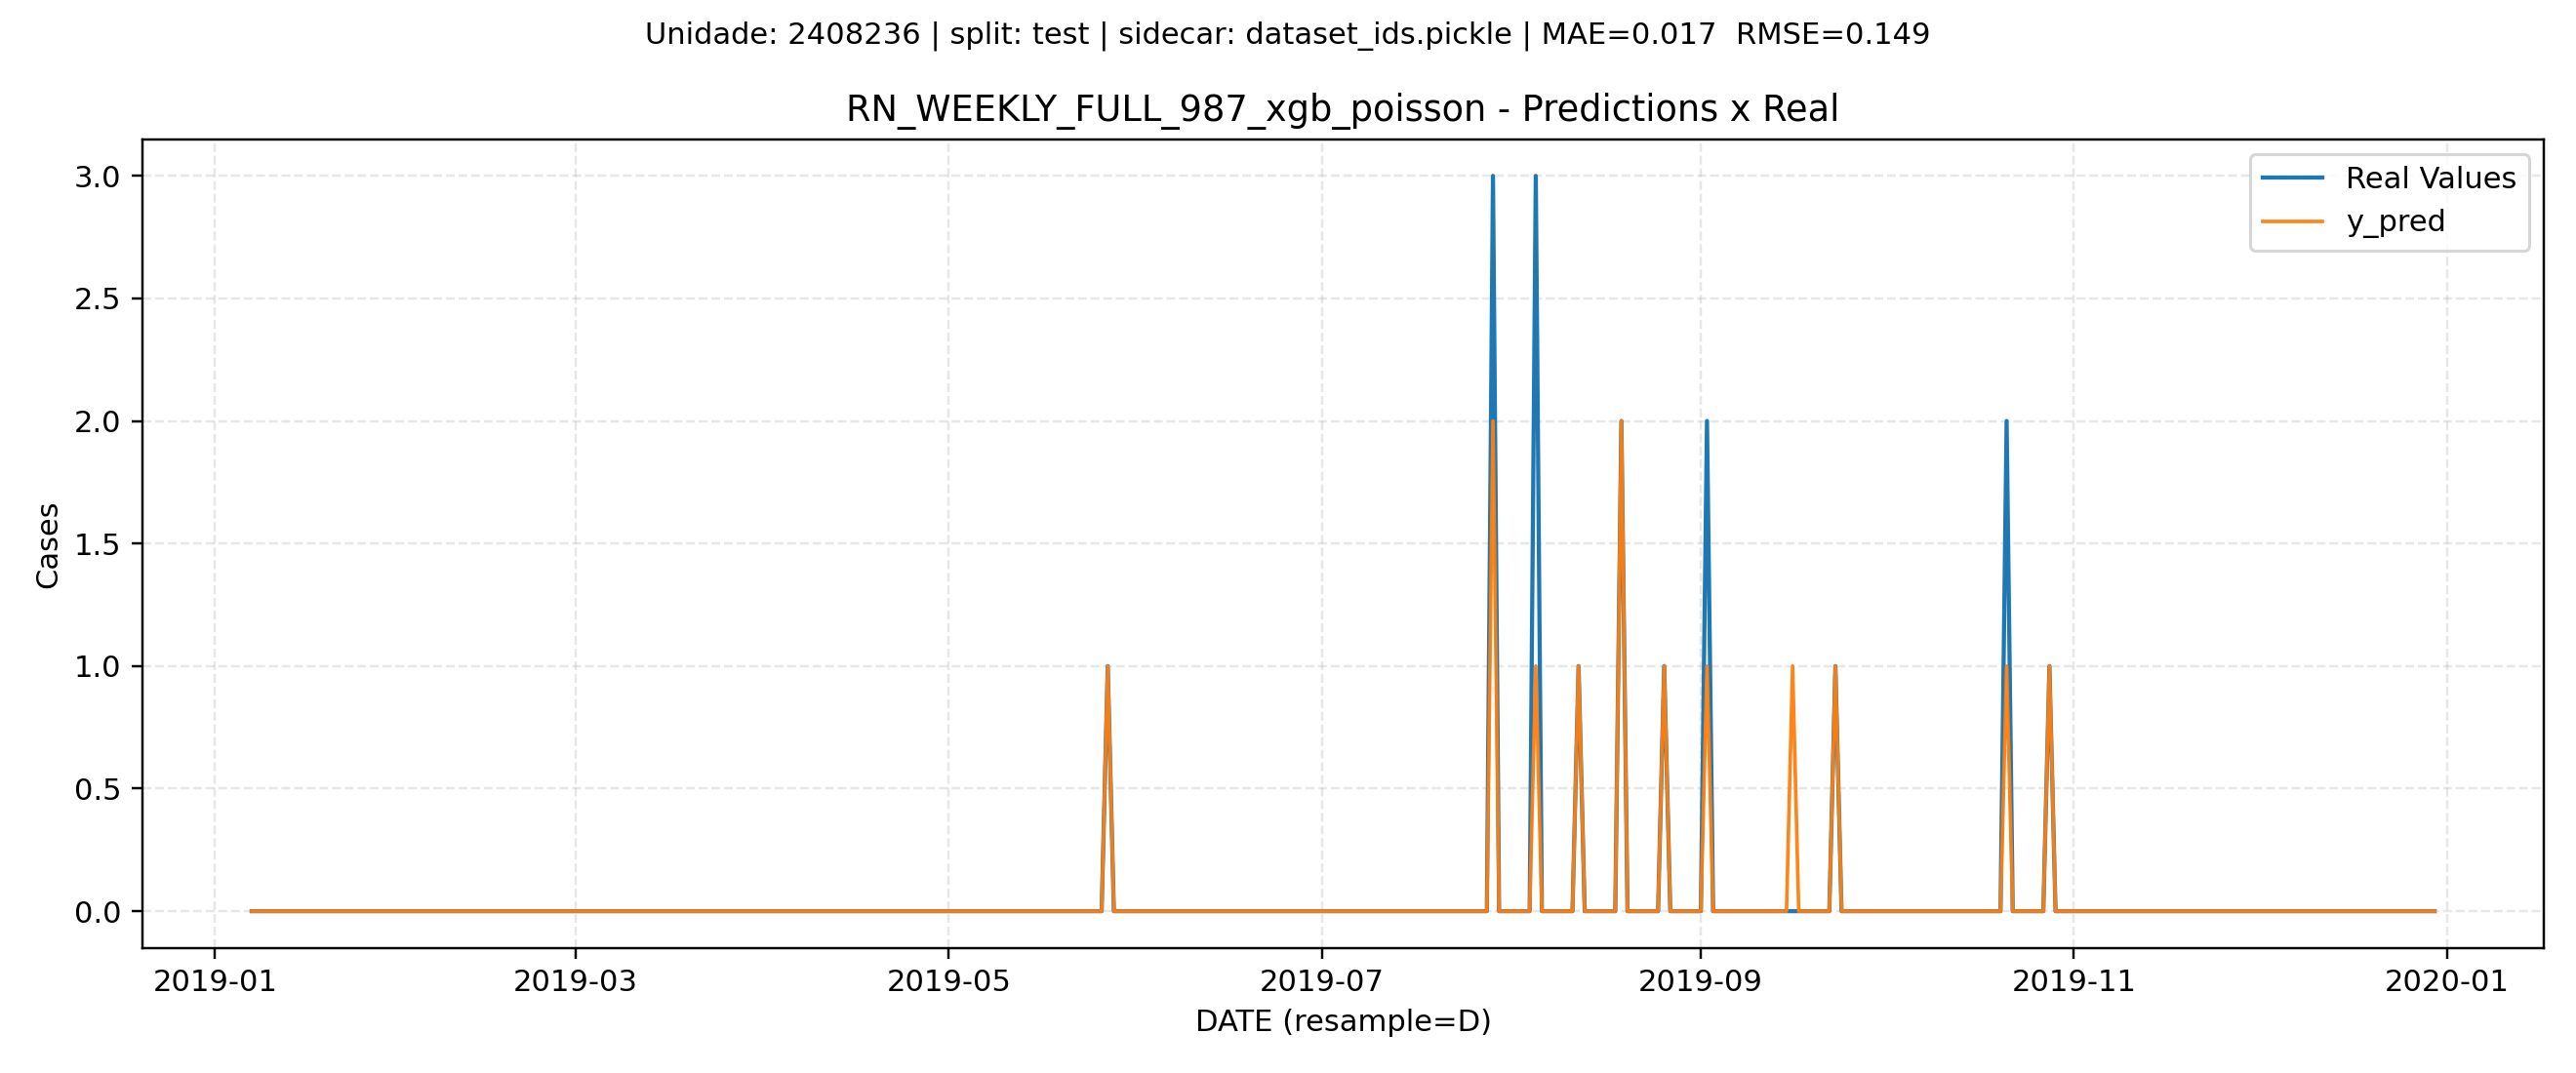 Unidade: 2408236 | split: test | sidecar: dataset_ids.pickle | MAE=0.017  RMSE=0.149
RN_WEEKLY_FULL_987_xgb_poisson - Predictions x Real
Real Values
y_pred
3.0
2.5
2.0
1.5
1.0
0.5
0.0
Cases
2019-01 2019-03 2019-05 2019-07 2019-09 2019-11 2020-01
DATE (resample=D)